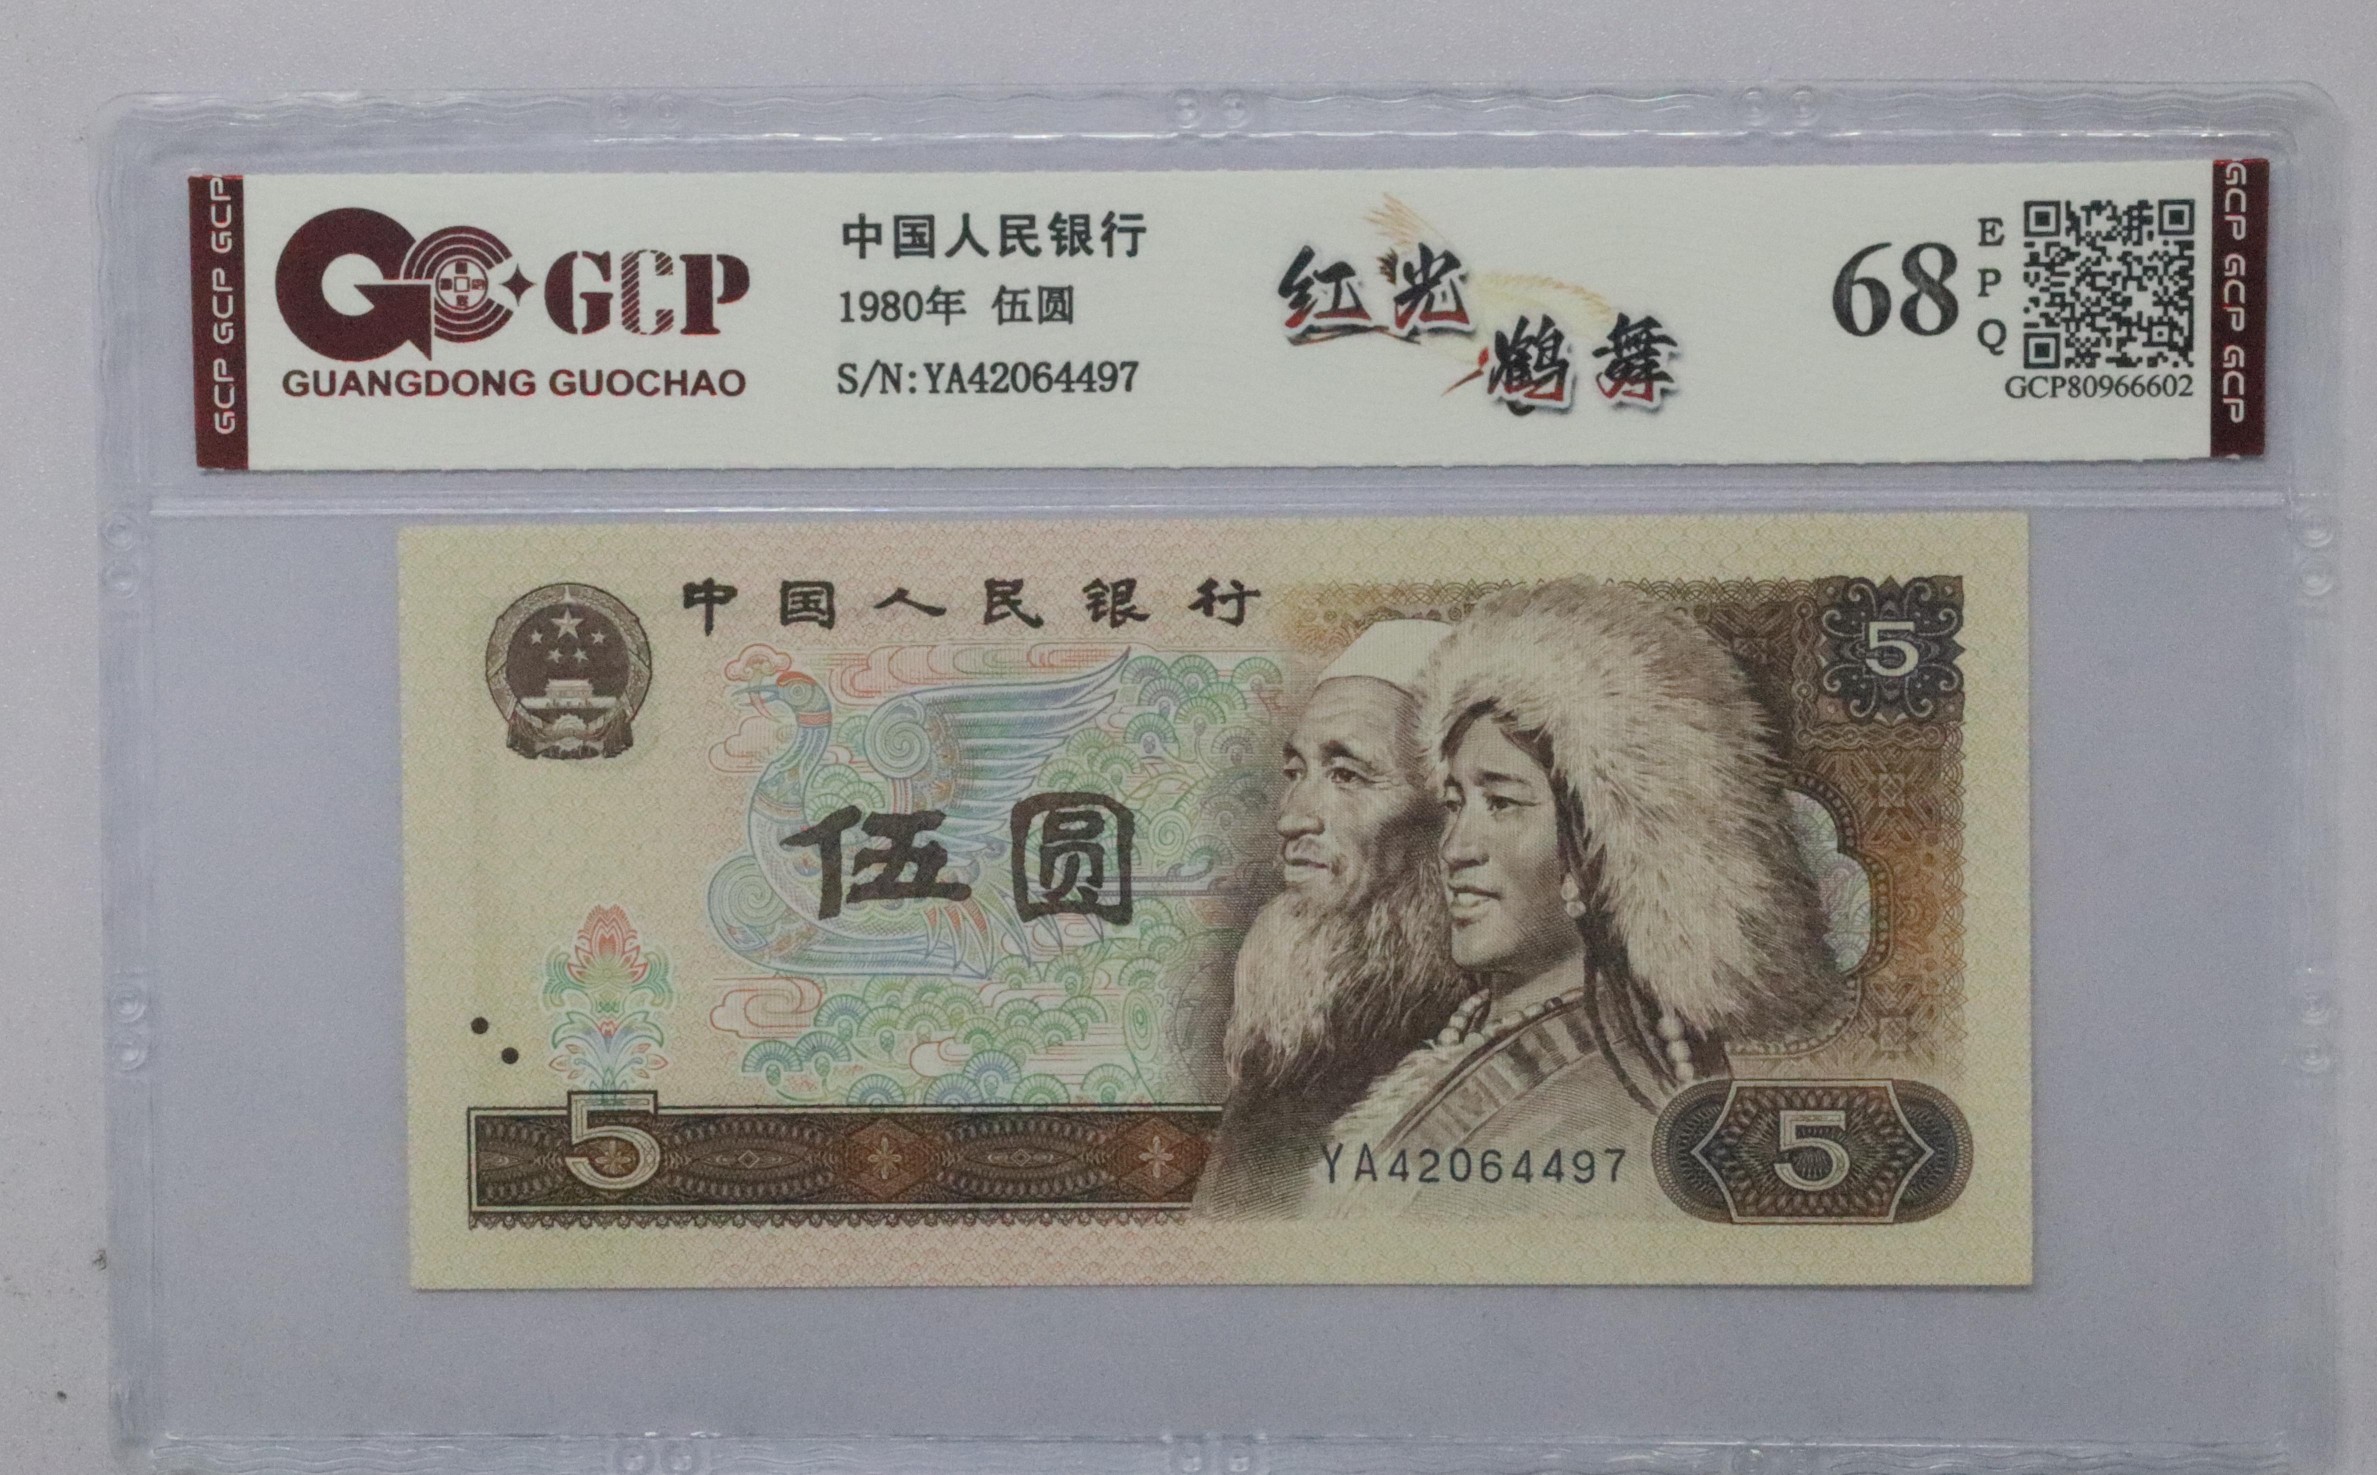 GCP GCP GCP
GCP
GUANGDONG GUOCHAO
中国人民银行
1980年 伍圆
S/N:YA42064497
红光
鹤舞
68
E
P
Q
GCP80966602
GCP GCP GCP
中国人民银行
5
伍圆
5
YA42064497
5